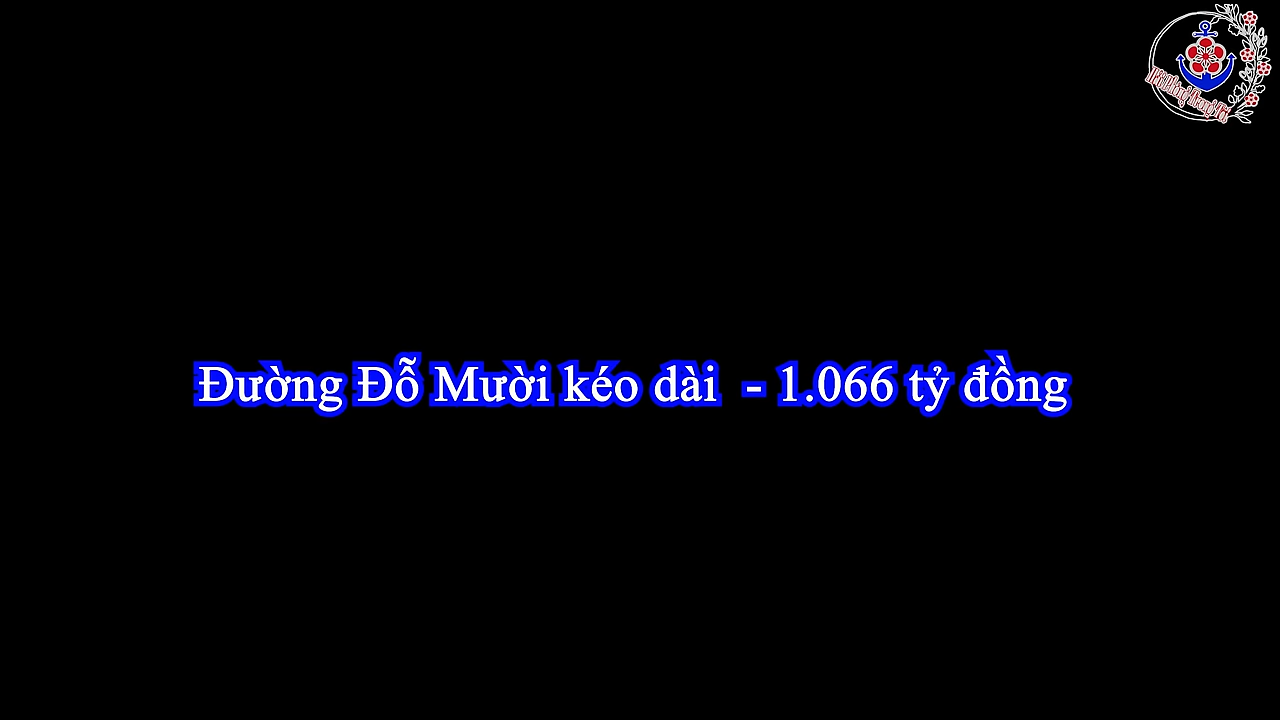 Đường Đỗ Mười kéo dài - 1.066 tỷ đồng